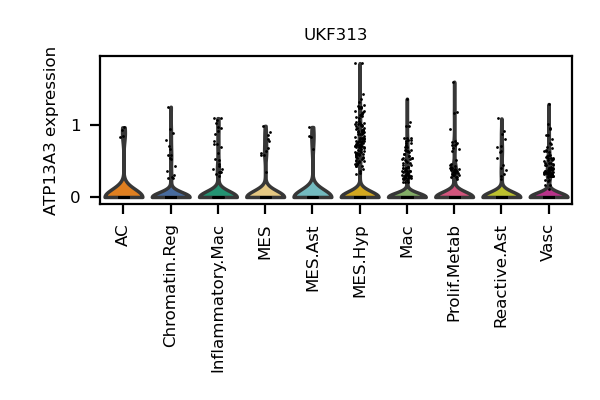 UKF313
ATP13A3 expression
1
0
AC
Chromatin.Reg
Inflammatory.Mac
MES
MES.Ast
MES.Hyp
Mac
Prolif.Metab
Reactive.Ast
Vasc